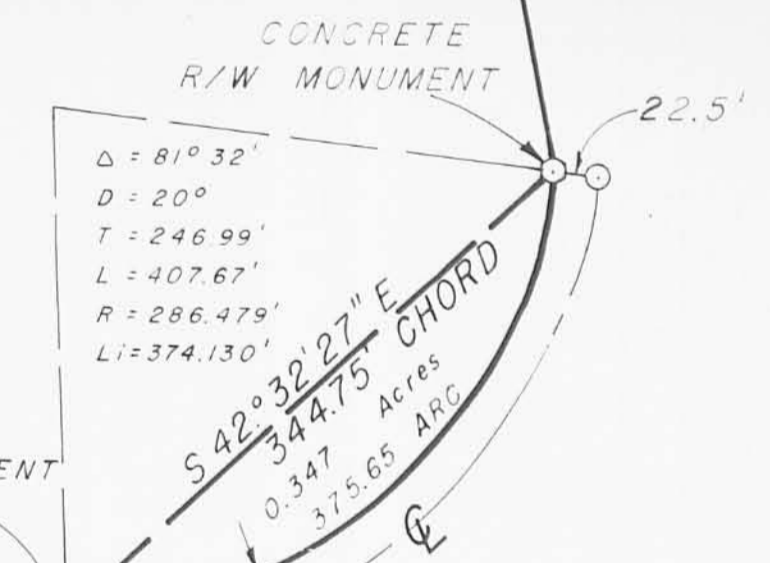 CONCRETE
R/W MONUMENT
22.5'
Δ = 81° 32'
D = 20°
T = 246.99'
L = 407.67'
R = 286.479'
Li = 374.130'
S 42° 32' 27" E
344.75' CHORD
0.347 Acres
375.65 ARC
ENT
℄